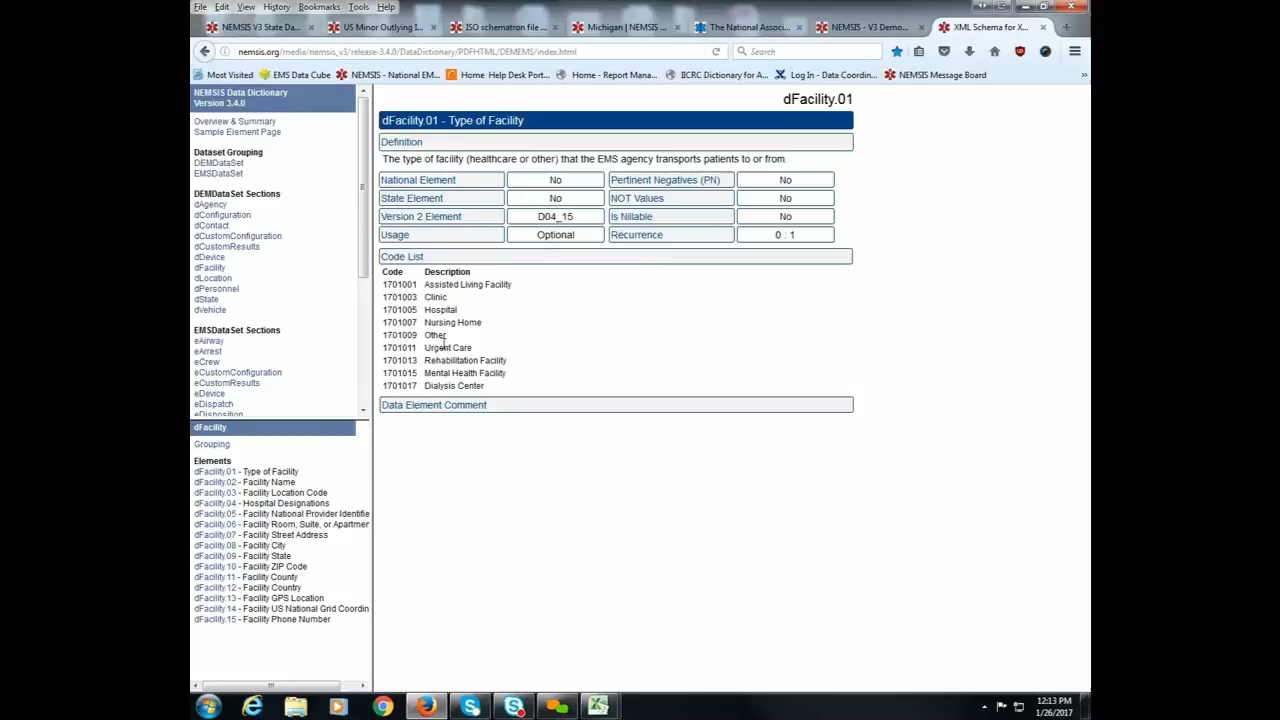 File Edit View History Bookmarks Tools Help
NEMSIS V3 State Da...
US Minor Outlying I...
ISO schematron file ...
Michigan | NEMSIS ...
The National Associ...
NEMSIS - V3 Demo...
XML Schema for X...
nemsis.org/media/nemsis_v3/release-3.4.0/DataDictionary/PDFHTML/DEMEMS/index.html
Search
Most Visited
EMS Data Cube
NEMSIS - National EM...
Home Help Desk Port...
Home - Report Mana...
IICRC Dictionary for A...
Log In - Data Coordin...
NEMSIS Message Board
NEMSIS Data Dictionary
Version 3.4.0
Overview & Summary
Sample Element Page
Dataset Grouping
DEMDataSet
EMSDataSet
DEMDataSet Sections
dAgency
dConfiguration
dContact
dCustomConfiguration
dCustomResults
dDevice
dFacility
dLocation
dPersonnel
dState
dVehicle
EMSDataSet Sections
eAirway
eArrest
eCrew
eCustomConfiguration
eCustomResults
eDevice
eDispatch
eDisposition
dFacility
Grouping
Elements
dFacility.01 - Type of Facility
dFacility.02 - Facility Name
dFacility.03 - Facility Location Code
dFacility.04 - Hospital Designations
dFacility.05 - Facility National Provider Identifie
dFacility.06 - Facility Room, Suite, or Apartmer
dFacility.07 - Facility Street Address
dFacility.08 - Facility City
dFacility.09 - Facility State
dFacility.10 - Facility ZIP Code
dFacility.11 - Facility County
dFacility.12 - Facility Country
dFacility.13 - Facility GPS Location
dFacility.14 - Facility US National Grid Coordin
dFacility.15 - Facility Phone Number
dFacility.01
dFacility.01 - Type of Facility
Definition
The type of facility (healthcare or other) that the EMS agency transports patients to or from.
National Element No Pertinent Negatives (PN) No
State Element No NOT Values No
Version 2 Element D04_15 Is Nillable No
Usage Optional Recurrence 0 : 1
Code List
Code Description
1701001 Assisted Living Facility
1701003 Clinic
1701005 Hospital
1701007 Nursing Home
1701009 Other
1701011 Urgent Care
1701013 Rehabilitation Facility
1701015 Mental Health Facility
1701017 Dialysis Center
Data Element Comment
12:13 PM
1/26/2017